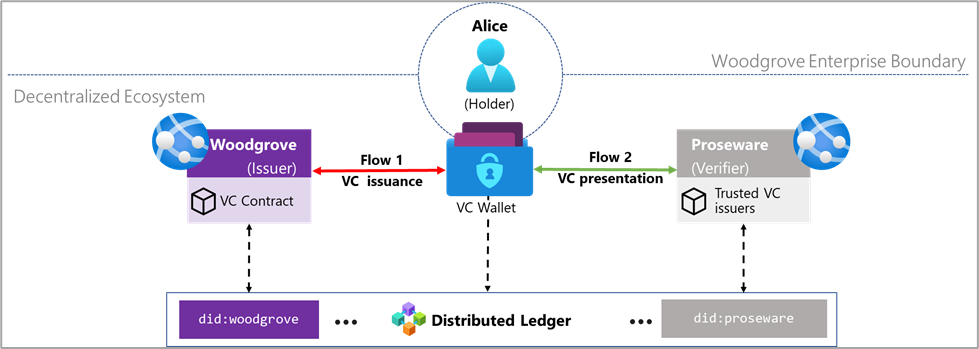 Alice
(Holder)
Woodgrove Enterprise Boundary
Decentralized Ecosystem
Woodgrove
(Issuer)
VC Contract
Flow 1
VC issuance
VC Wallet
Flow 2
VC presentation
Proseware
(Verifier)
Trusted VC
issuers
did:woodgrove
Distributed Ledger
did:proseware